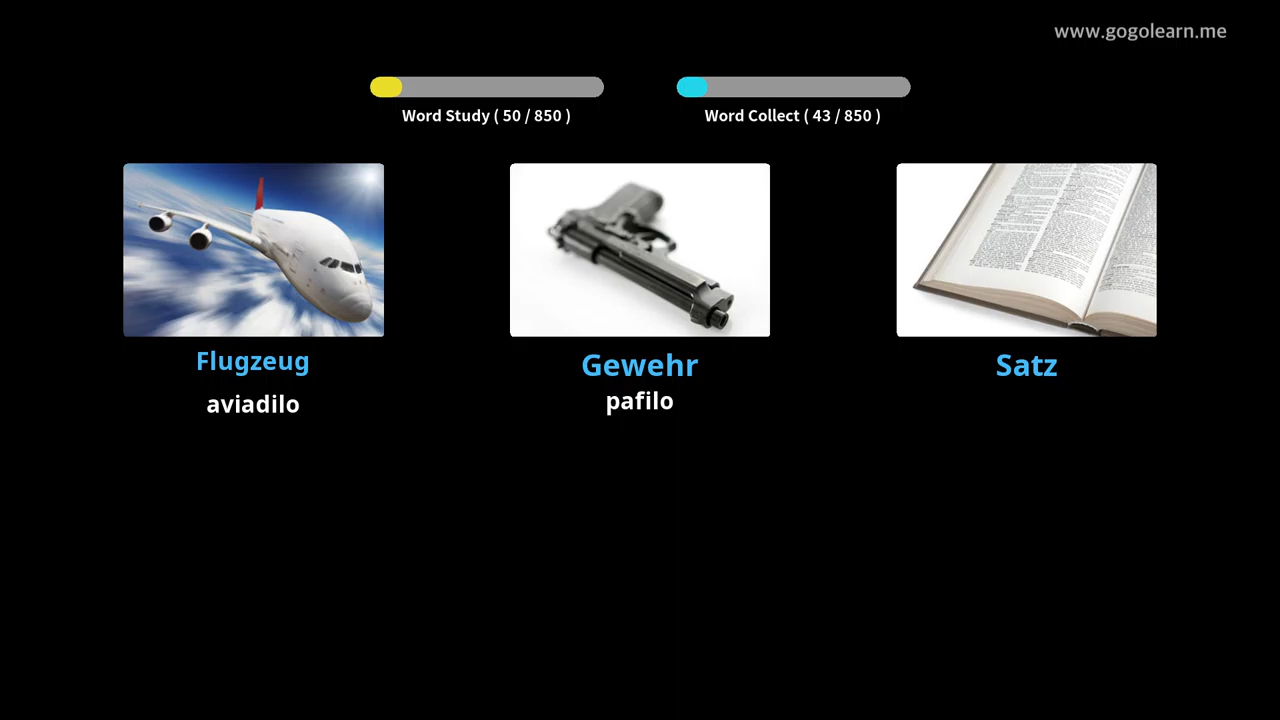 www.gogolearn.me
Word Study ( 50 / 850 )
Word Collect ( 43 / 850 )
Flugzeug
aviadilo
Gewehr
pafilo
Satz